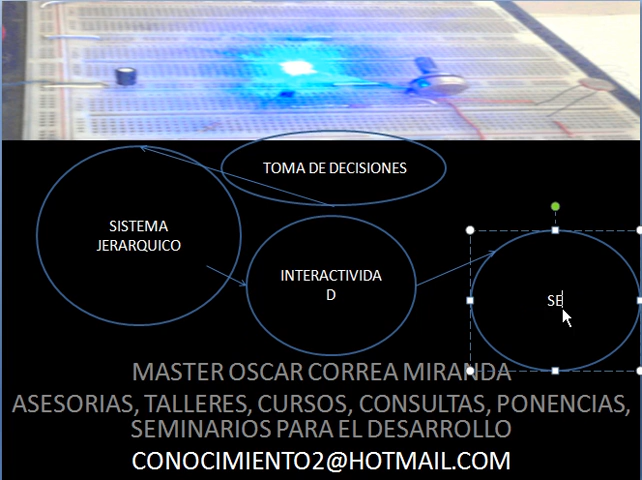 TOMA DE DECISIONES
SISTEMA
JERARQUICO
INTERACTIVIDA
D
SE
MASTER OSCAR CORREA MIRANDA
ASESORIAS, TALLERES, CURSOS, CONSULTAS, PONENCIAS,
SEMINARIOS PARA EL DESARROLLO
CONOCIMIENTO2@HOTMAIL.COM